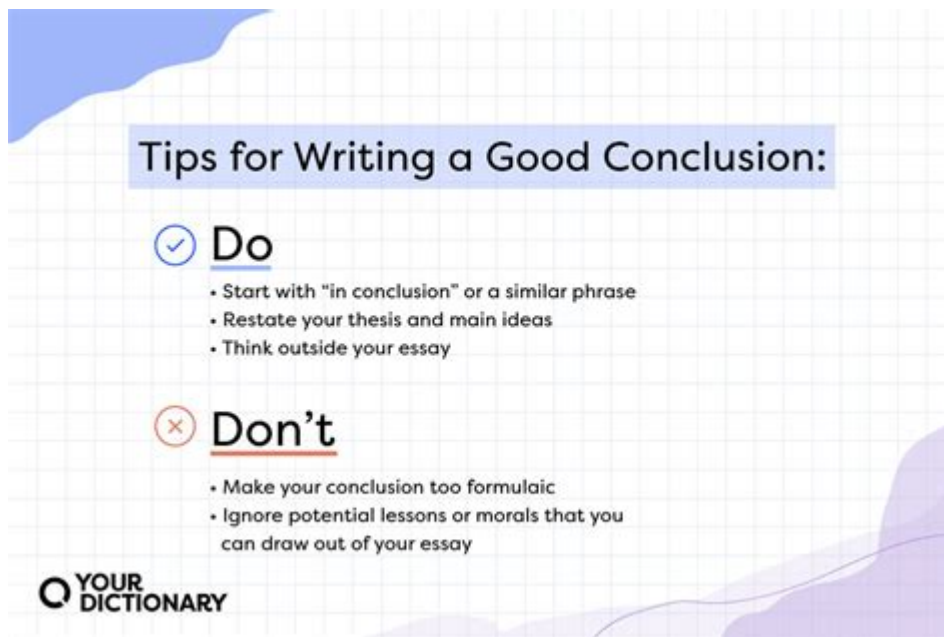 Tips for Writing a Good Conclusion:
Do
• Start with “in conclusion” or a similar phrase
• Restate your thesis and main ideas
• Think outside your essay
Don’t
• Make your conclusion too formulaic
• Ignore potential lessons or morals that you
can draw out of your essay
YOUR
DICTIONARY